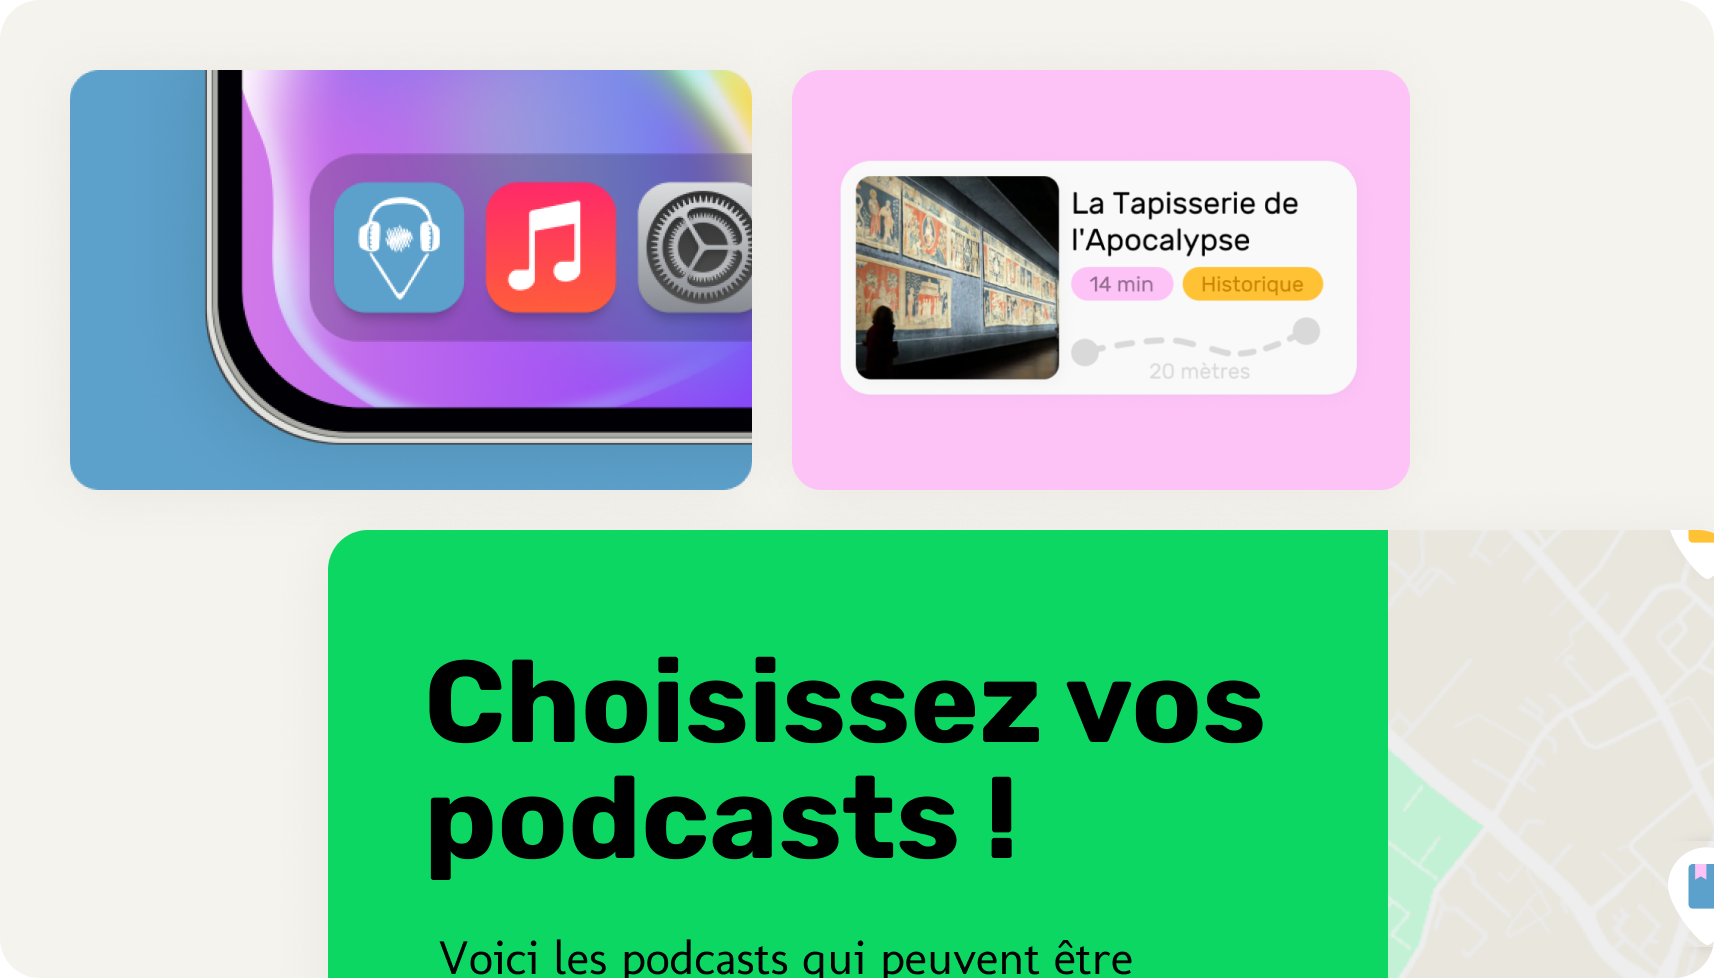 La Tapisserie de
l'Apocalypse
14 min
Historique
20 mètres
Choisissez vos
podcasts !
Voici les podcasts qui peuvent être